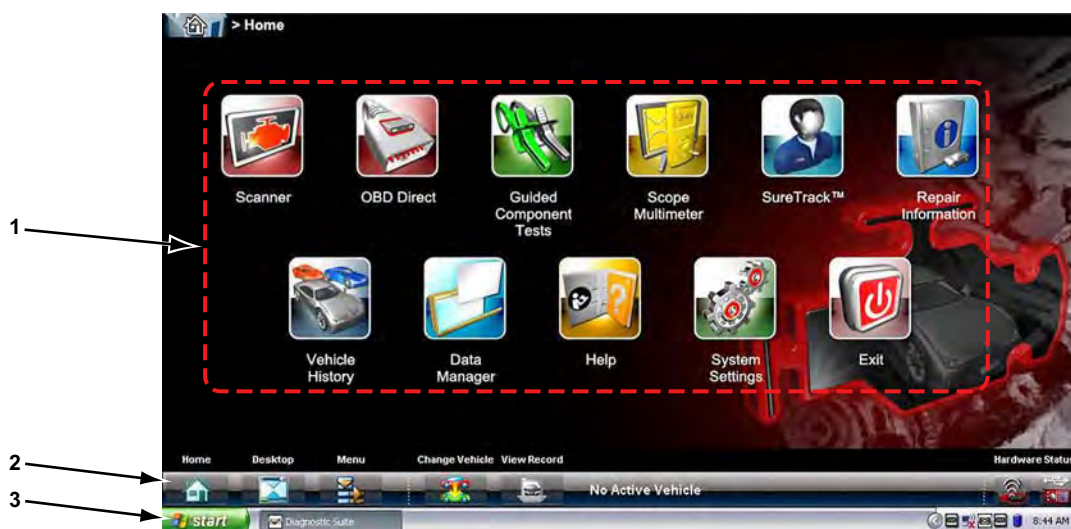 > Home
Scanner
OBD Direct
Guided
Component
Tests
Scope
Multimeter
SureTrack™
Repair
Information
Vehicle
History
Data
Manager
Help
System
Settings
Exit
1
2
3
Home
Desktop
Menu
Change Vehicle
View Record
Hardware Status
No Active Vehicle
start
Diagnostic Suite
8:44 AM